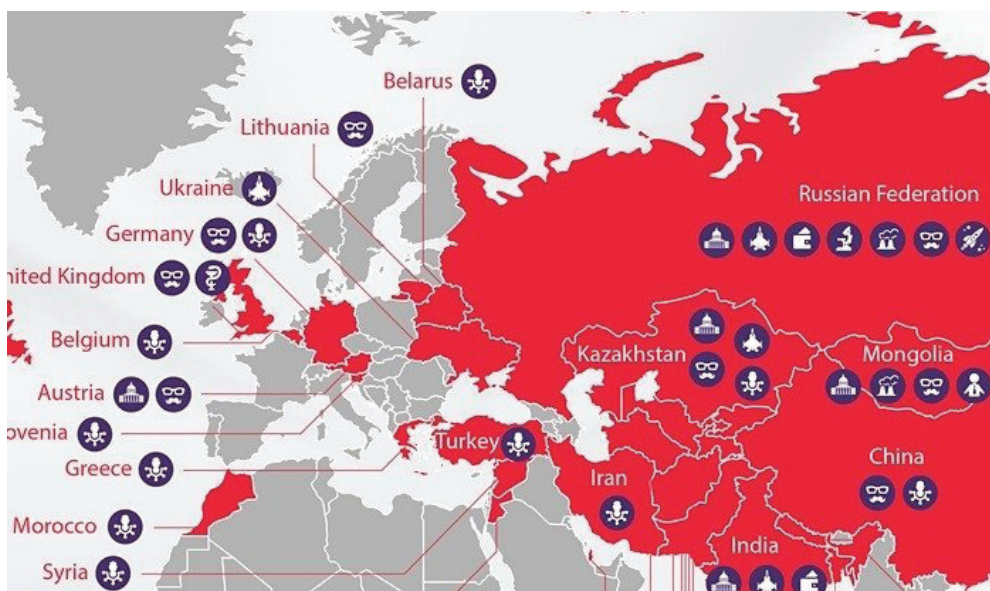 Belarus
Lithuania
Ukraine
Russian Federation
Germany
nited Kingdom
Belgium
Kazakhstan
Mongolia
Austria
ovenia
Turkey
Greece
China
Iran
Morocco
India
Syria